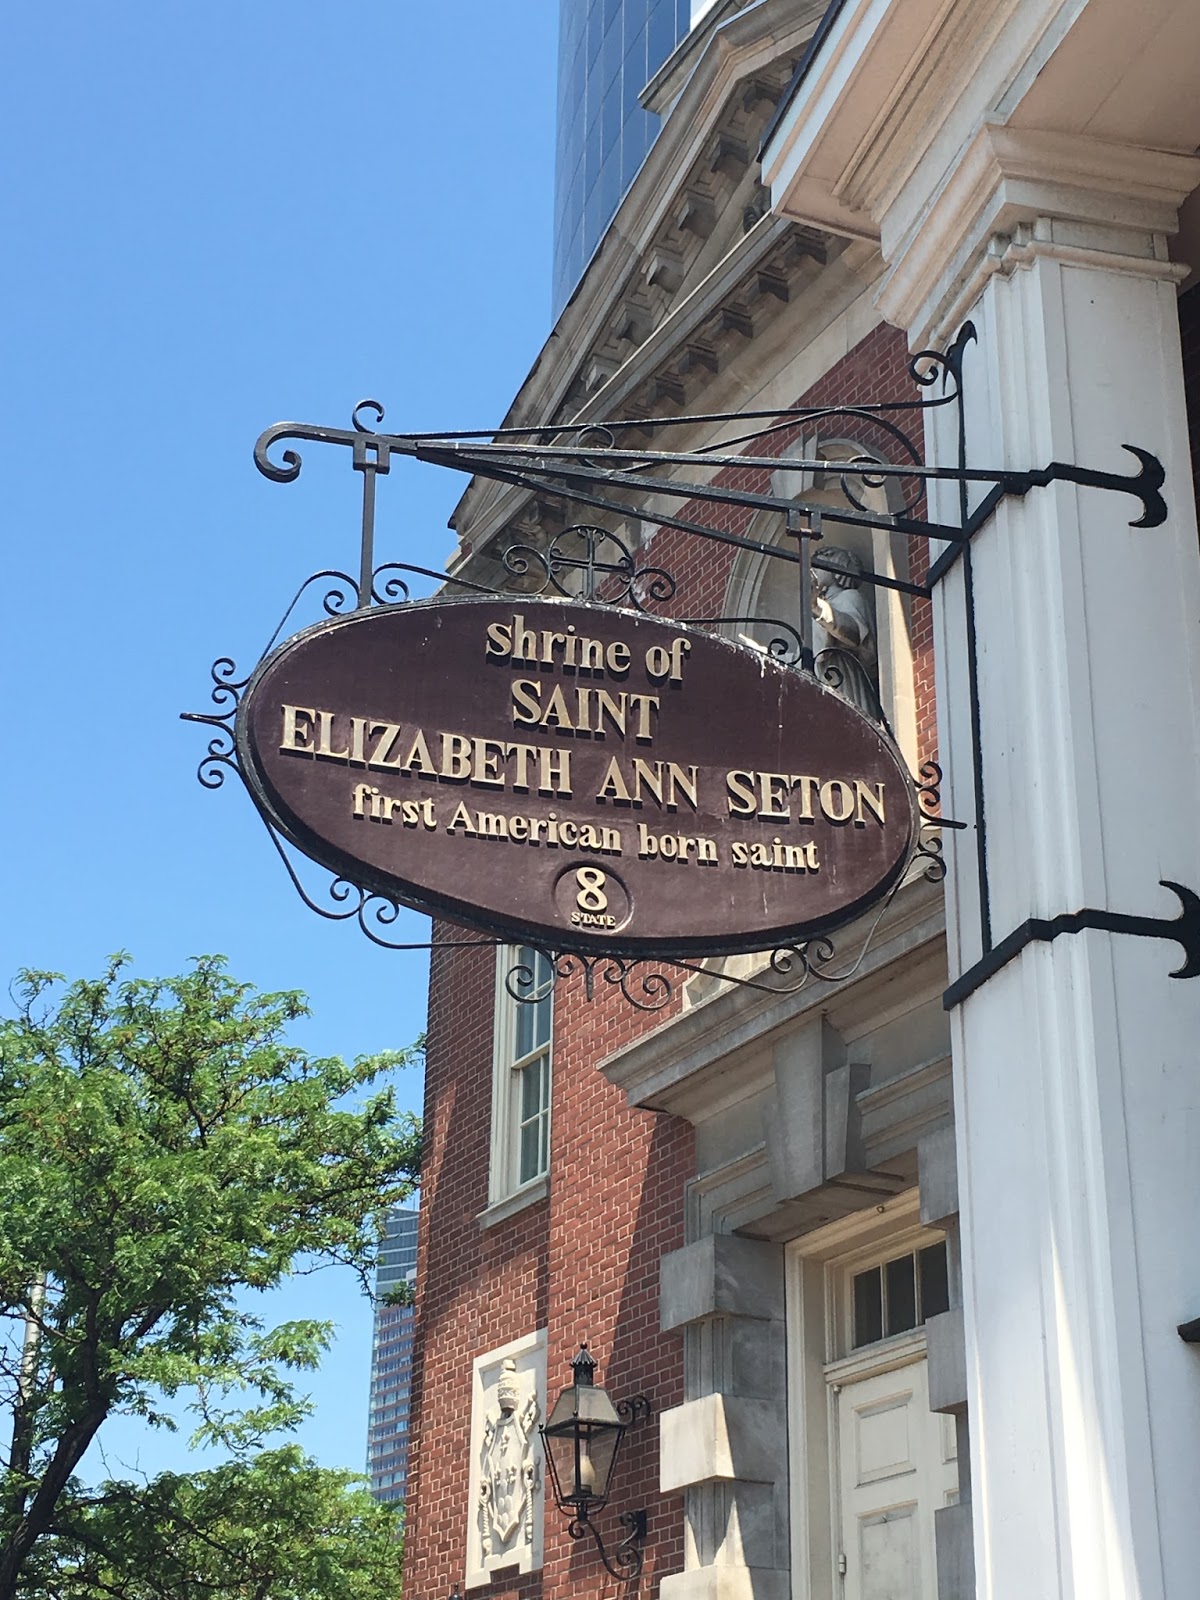 shrine of
SAINT
ELIZABETH ANN SETON
first American born saint
8
STATE